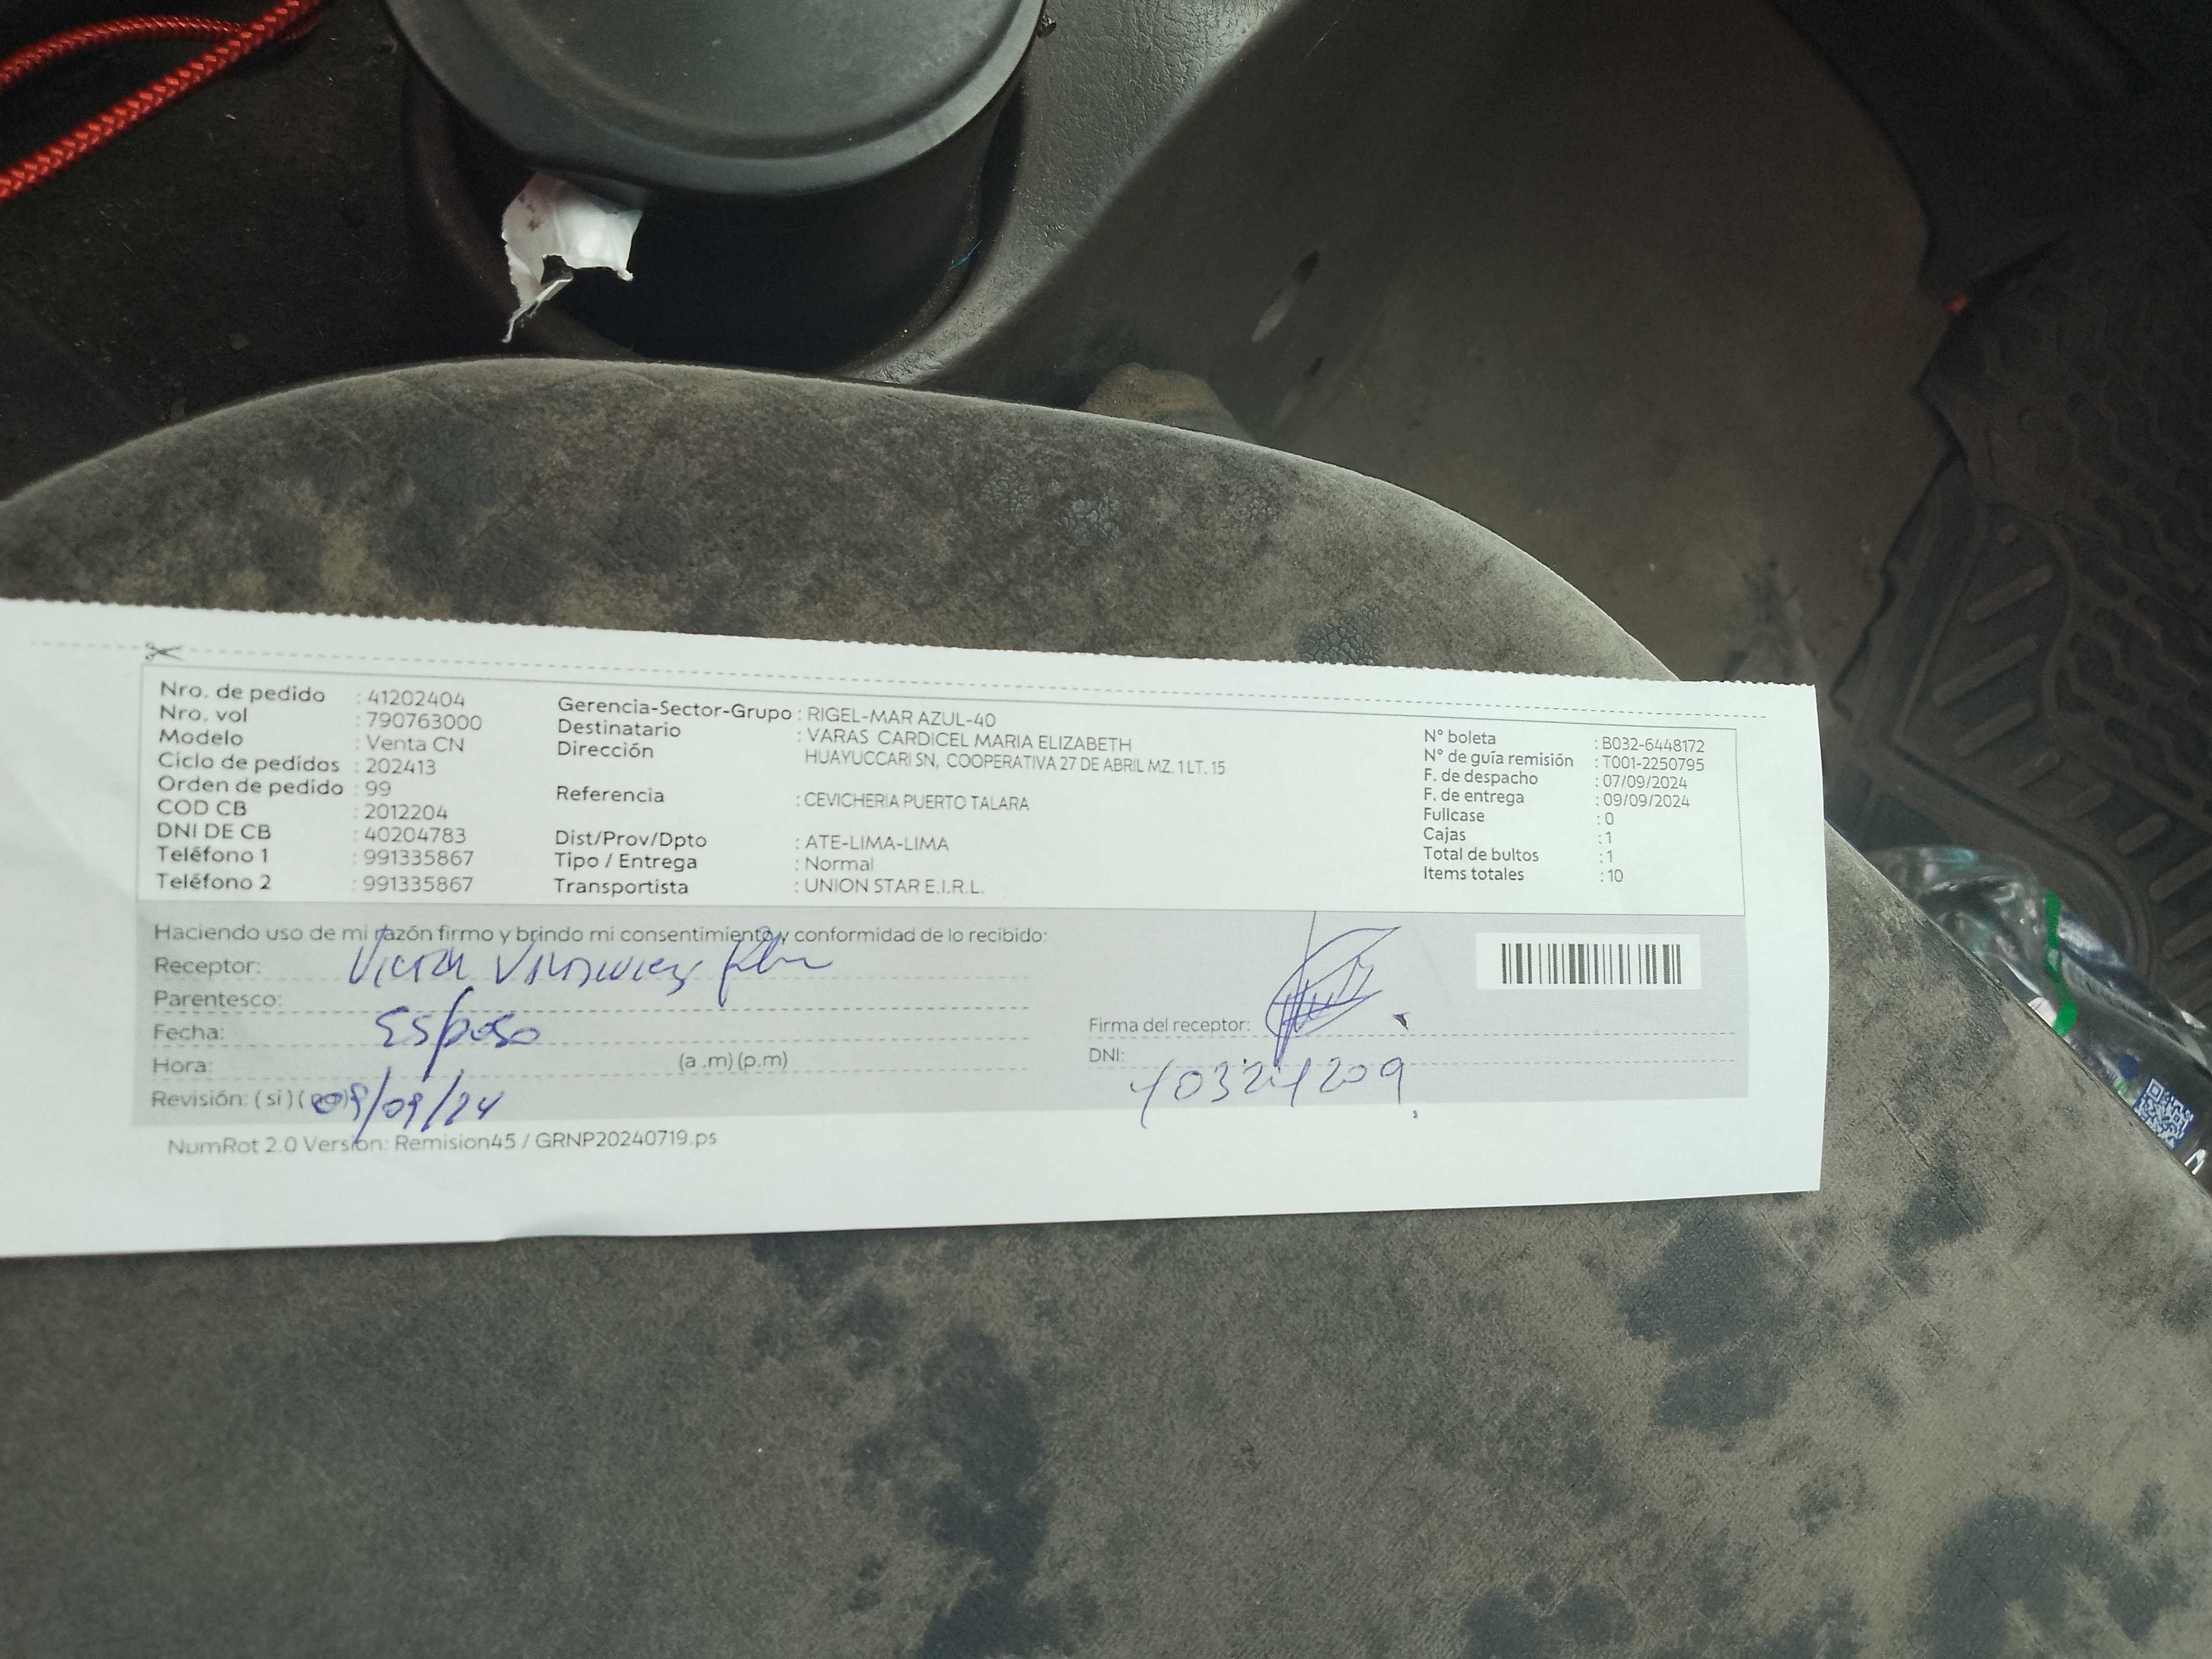 Nro. de pedido : 41202404
Nro. vol : 790763000
Modelo : Venta CN
Ciclo de pedidos : 202413
Orden de pedido : 99
COD CB : 2012204
DNI DE CB : 40204783
Teléfono 1 : 991335867
Teléfono 2 : 991335867
Gerencia-Sector-Grupo : RIGEL-MAR AZUL-40
Destinatario : VARAS CARDICEL MARIA ELIZABETH
Dirección HUAYUCCARI SN, COOPERATIVA 27 DE ABRIL MZ. 1 LT. 15
Referencia : CEVICHERIA PUERTO TALARA
Dist/Prov/Dpto : ATE-LIMA-LIMA
Tipo / Entrega : Normal
Transportista : UNION STAR E.I.R.L.
N° boleta : B032-6448172
N° de guía remisión : T001-2250795
F. de despacho : 07/09/2024
F. de entrega : 09/09/2024
Fullcase : 0
Cajas : 1
Total de bultos : 1
Items totales : 10
Haciendo uso de mi razón firmo y brindo mi consentimiento y conformidad de lo recibido:
Receptor: Victor
Parentesco:
Fecha: Esposo
Hora: (a .m) (p.m)
Revisión: ( si ) ( no ) 09/09/24
Firma del receptor:
DNI:
40324209
NumRot 2.0 Version: Remision45 / GRNP20240719.ps